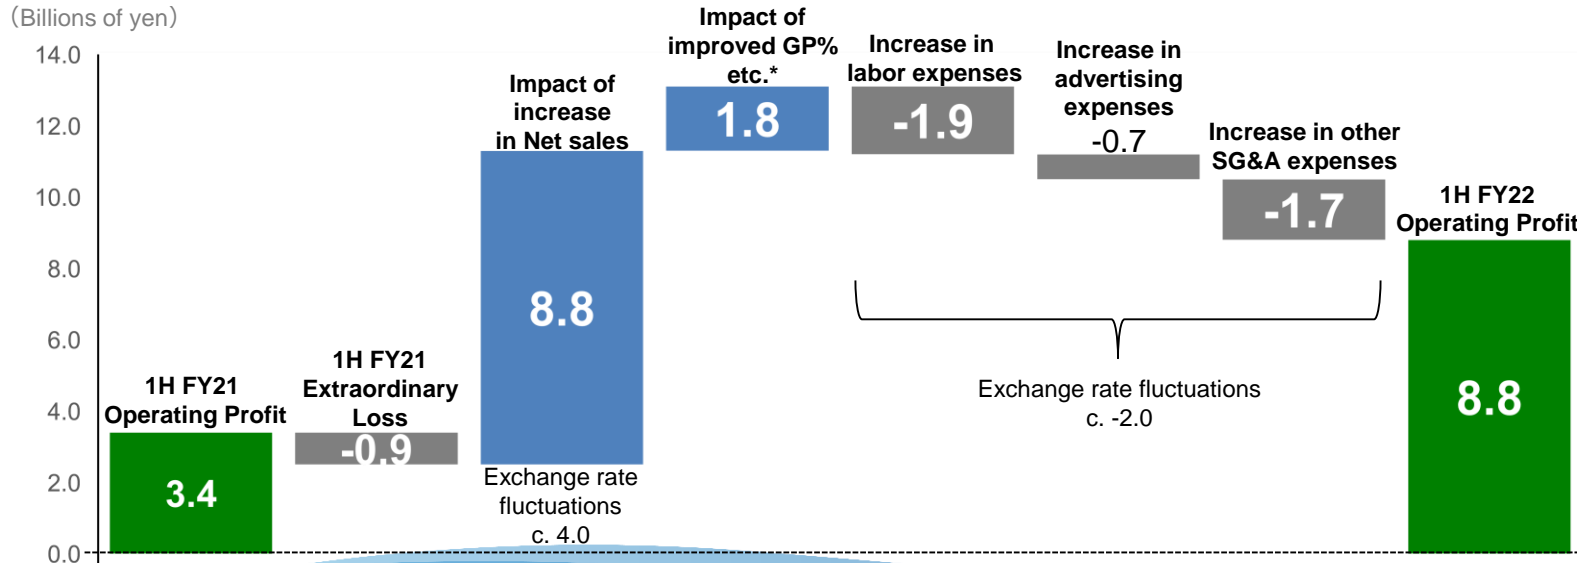 （Billions of yen）
14.0
12.0
10.0
8.0
6.0
4.0
2.0
0.0
1H FY21
Operating Profit
3.4
1H FY21
Extraordinary
Loss
-0.9
Impact of
increase
in Net sales
8.8
Exchange rate
fluctuations
c. 4.0
Impact of
improved GP%
etc.*
1.8
Increase in
labor expenses
-1.9
Increase in
advertising
expenses
-0.7
Increase in other
SG&A expenses
-1.7
Exchange rate fluctuations
c. -2.0
1H FY22
Operating Profit
8.8